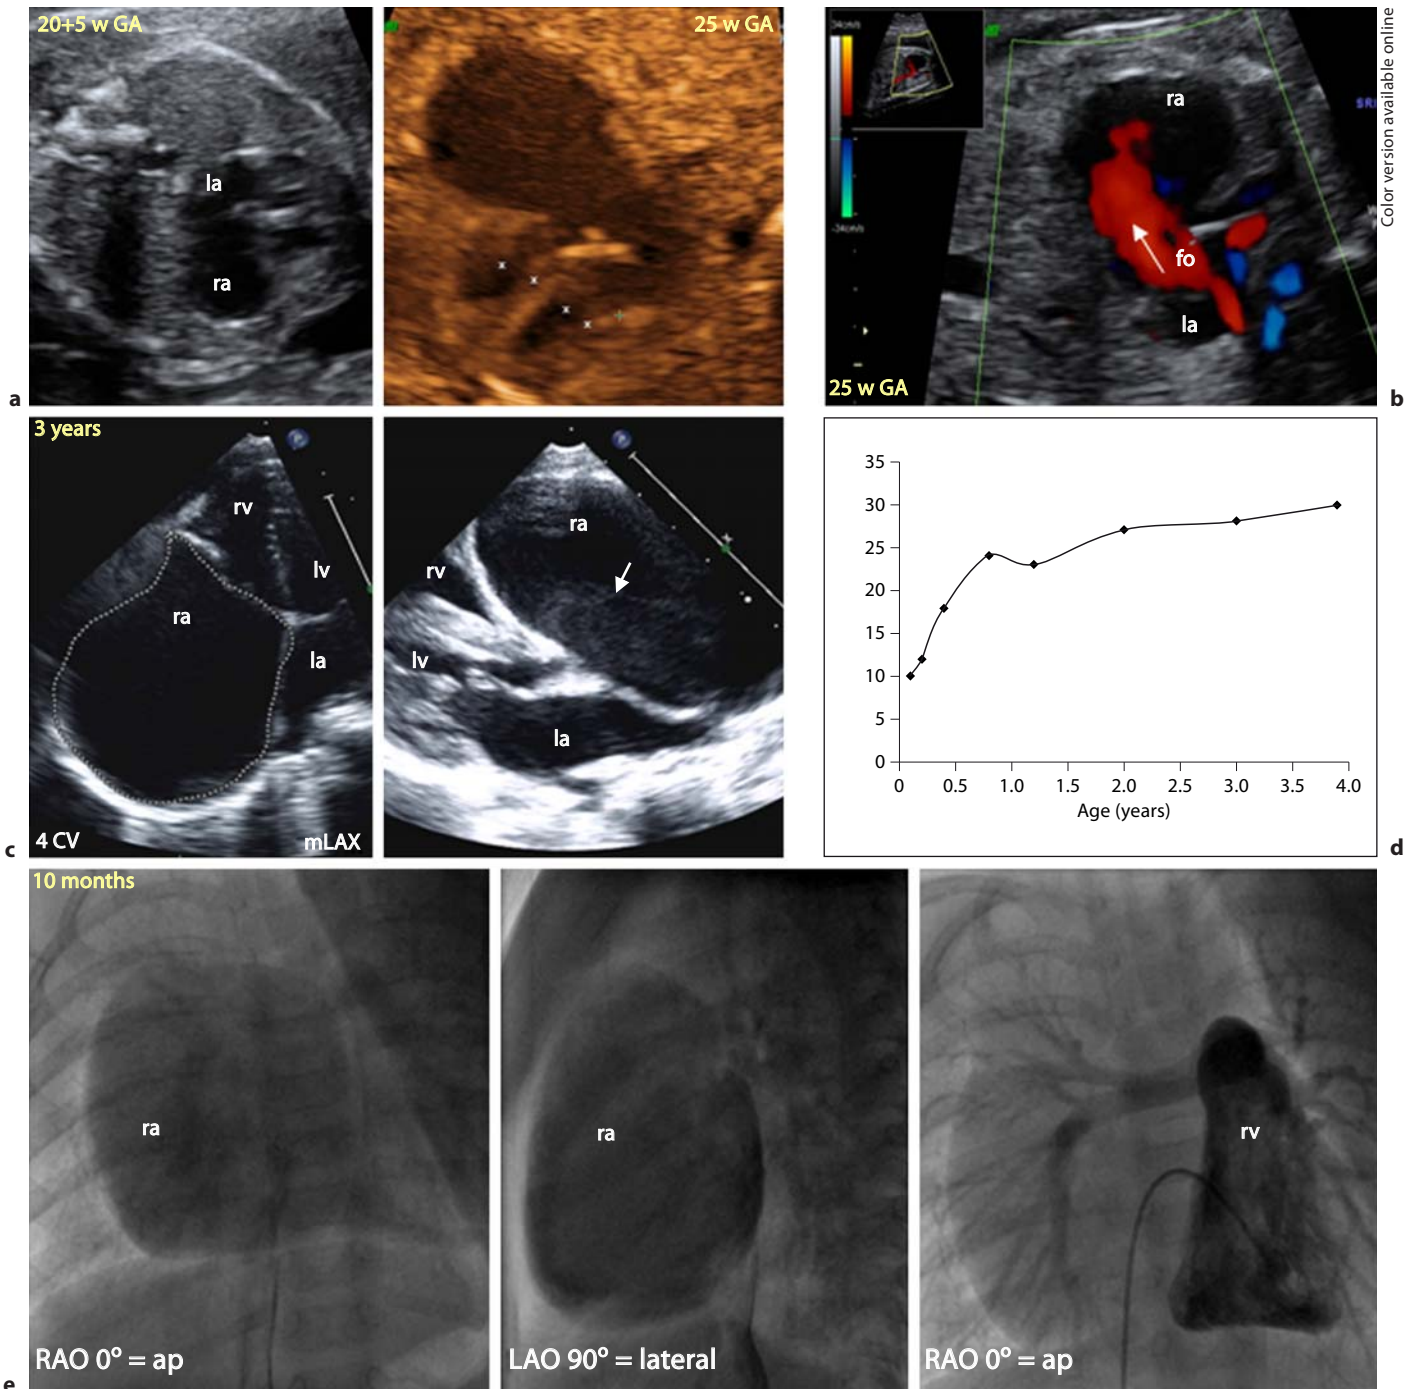 20+5 w GA
25 w GA
Color version available online
34cm/s
ra
la
fo
-34cm/s
ra
la
25 w GA
a
b
3 years
rv
lv
ra
ra
rv
la
lv
la
4 CV
mLAX
c
35
30
25
20
15
10
5
0
0 0.5 1.0 1.5 2.0 2.5 3.0 3.5 4.0
Age (years)
d
10 months
ra
ra
rv
RAO 0° = ap
LAO 90° = lateral
RAO 0° = ap
e